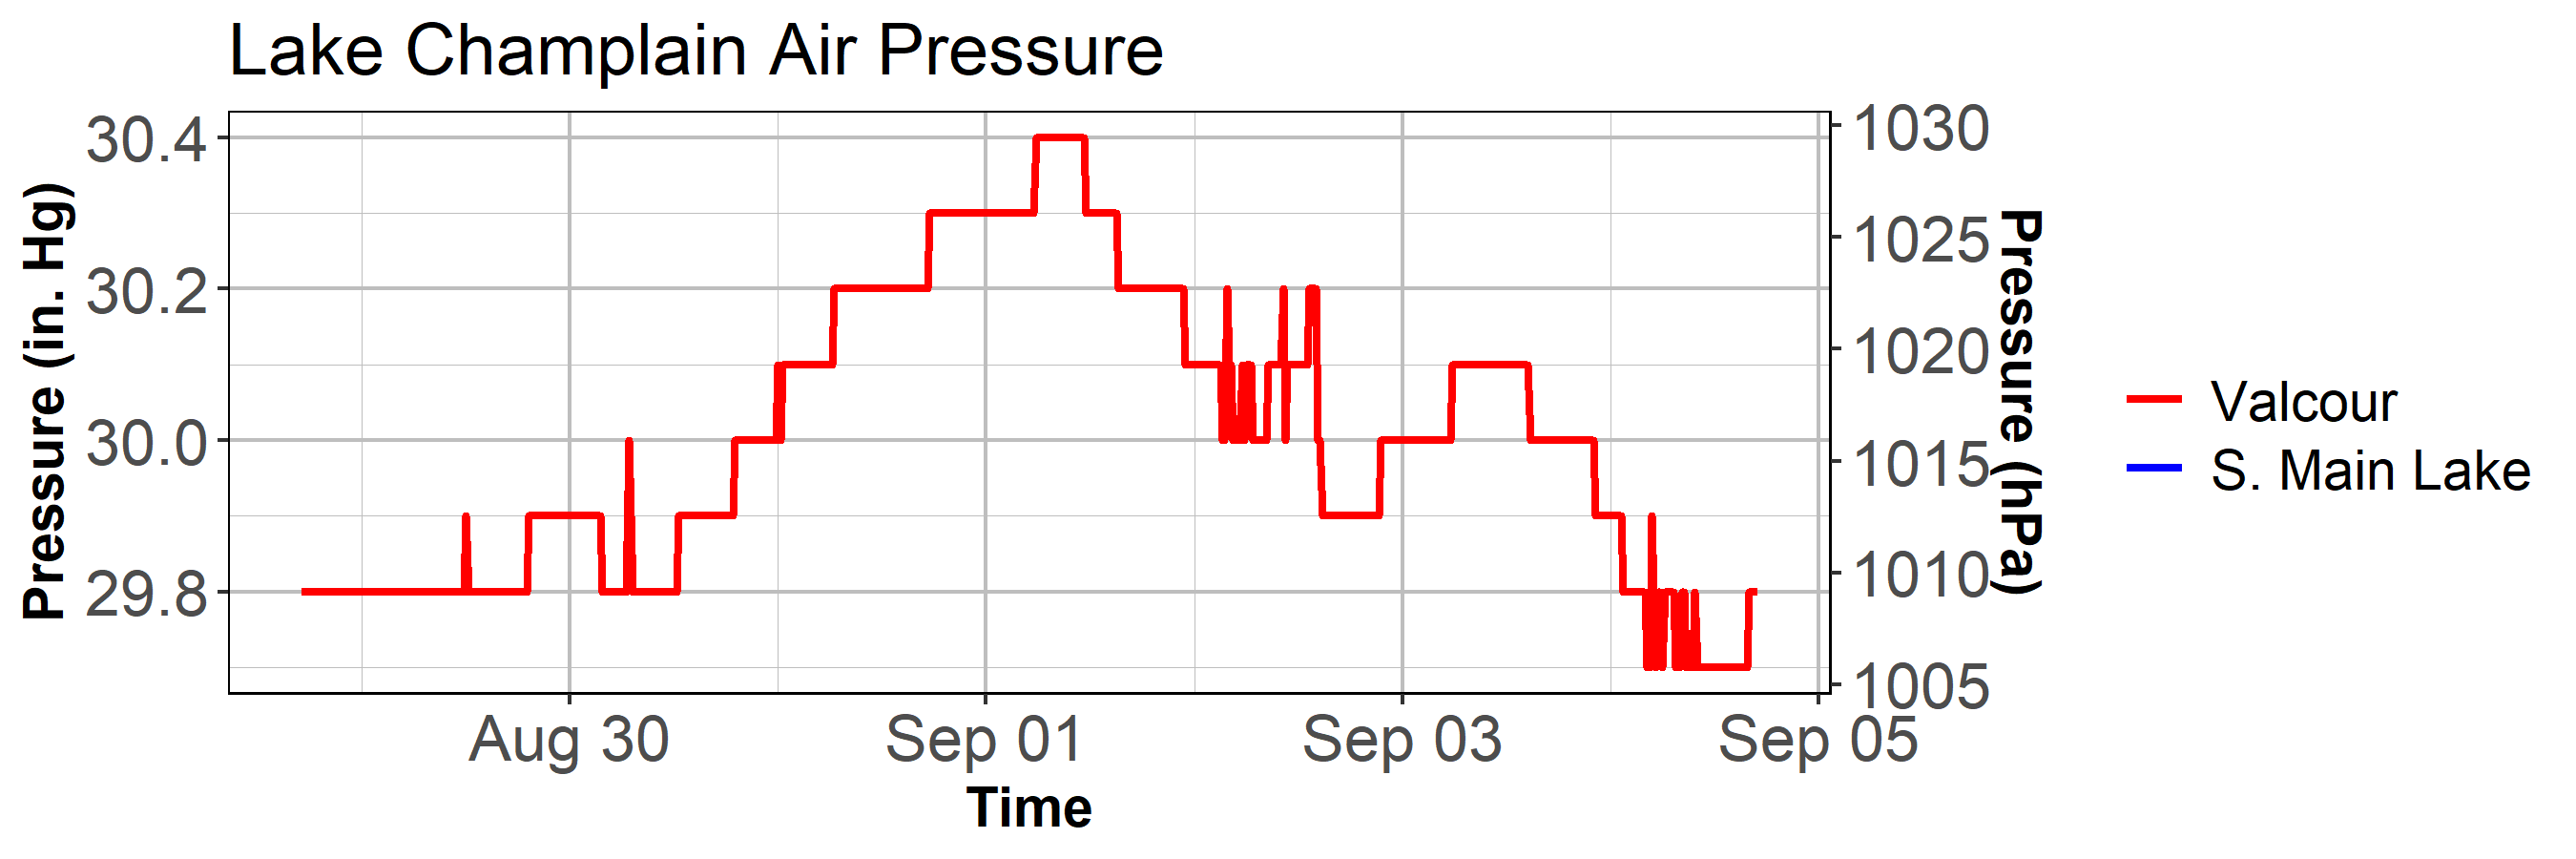 Lake Champlain Air Pressure
Pressure (in. Hg)
30.4
30.2
30.0
29.8
1030
1025
1020
1015
1010
1005
Pressure (hPa)
Aug 30
Sep 01
Sep 03
Sep 05
Time
Valcour
S. Main Lake